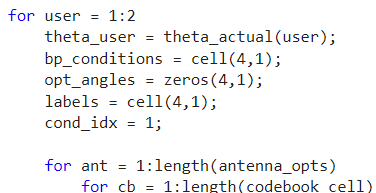 for user = 1:2
    theta_user = theta_actual(user);
    bp_conditions = cell(4,1);
    opt_angles = zeros(4,1);
    labels = cell(4,1);
    cond_idx = 1;

    for ant = 1:length(antenna_opts)
        for cb = 1:length(codebook_cell)